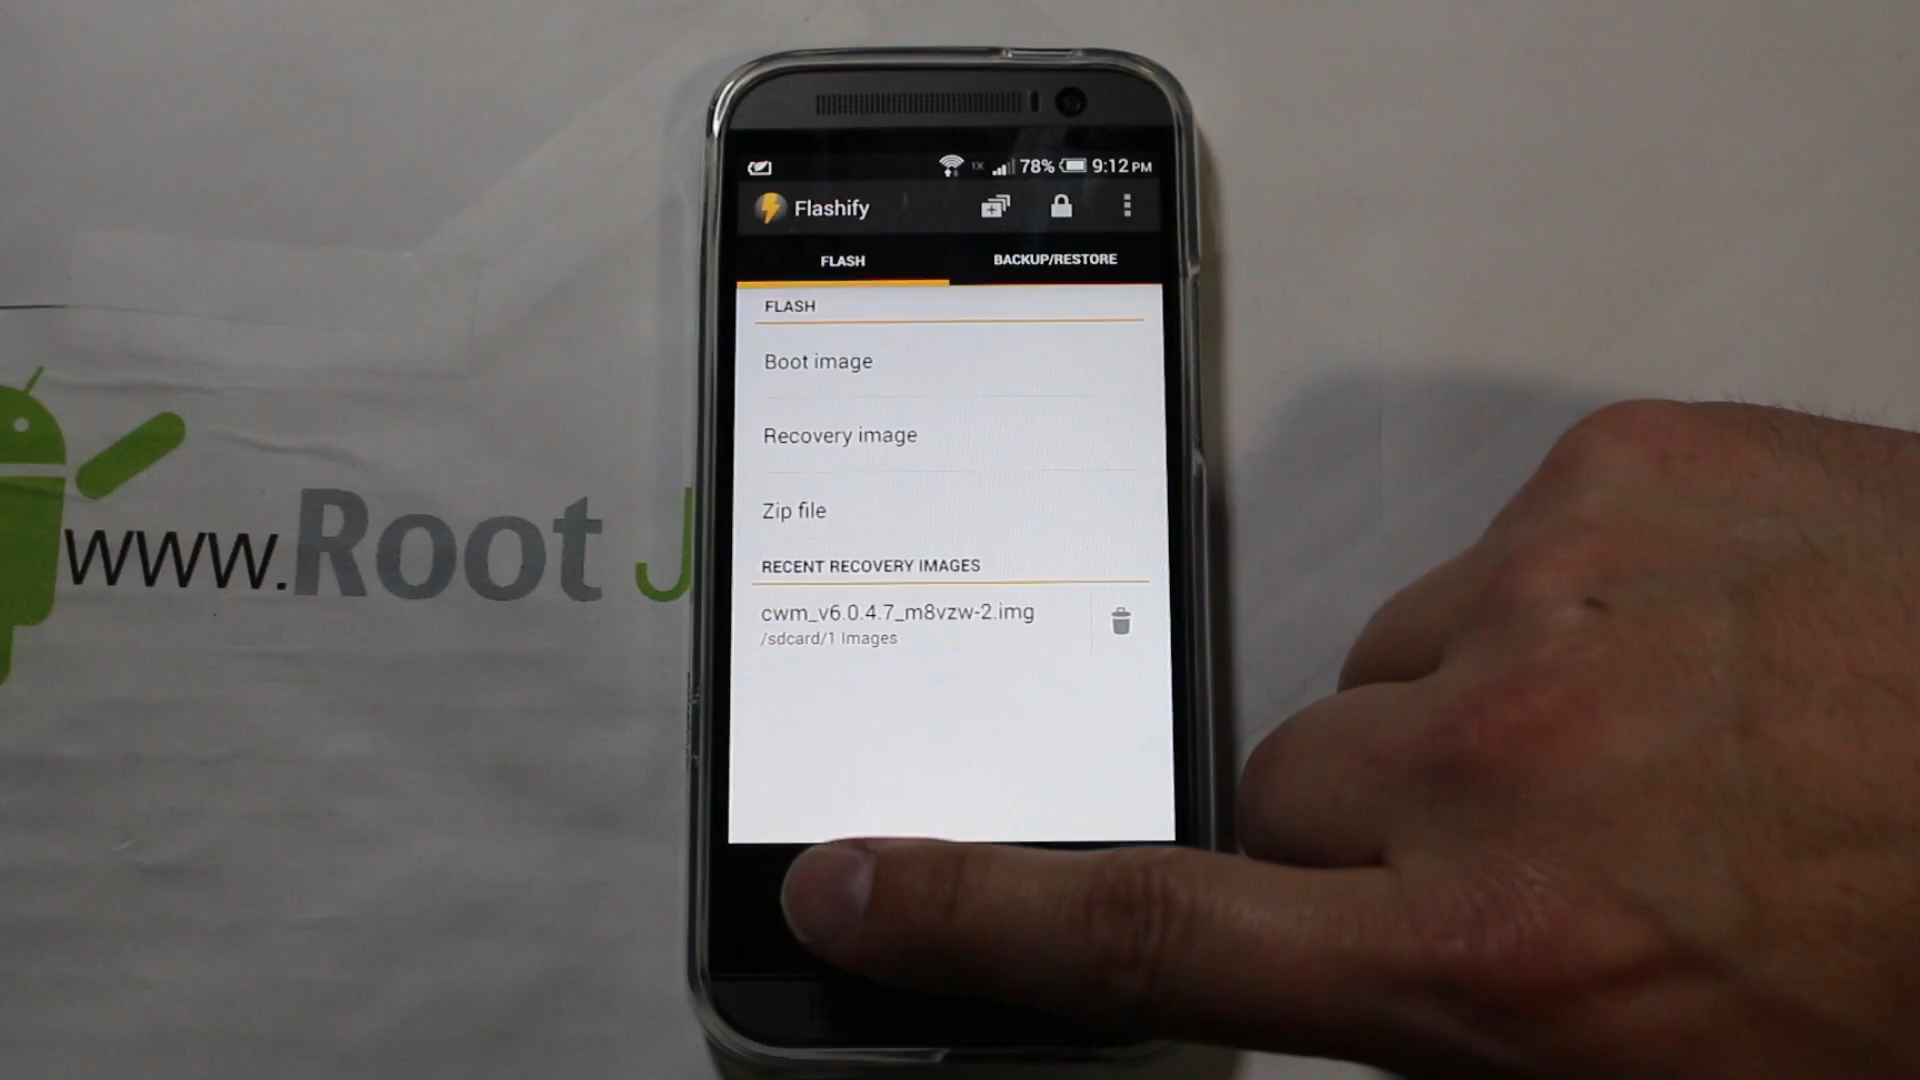 1X 78% 9:12 PM
Flashify
FLASH BACKUP/RESTORE
FLASH
Boot image
Recovery image
Zip file
RECENT RECOVERY IMAGES
cwm_v6.0.4.7_m8vzw-2.img
/sdcard/1 Images
www.Root J